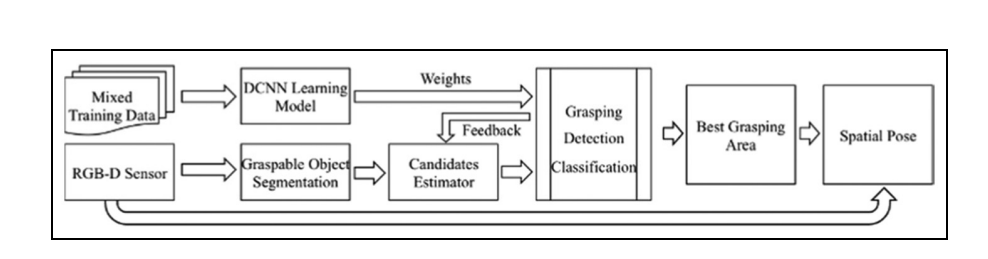 Mixed
Training Data
DCNN Learning
Model
Weights
Feedback
RGB-D Sensor
Graspable Object
Segmentation
Candidates
Estimator
Grasping
Detection
Classification
Best Grasping
Area
Spatial Pose